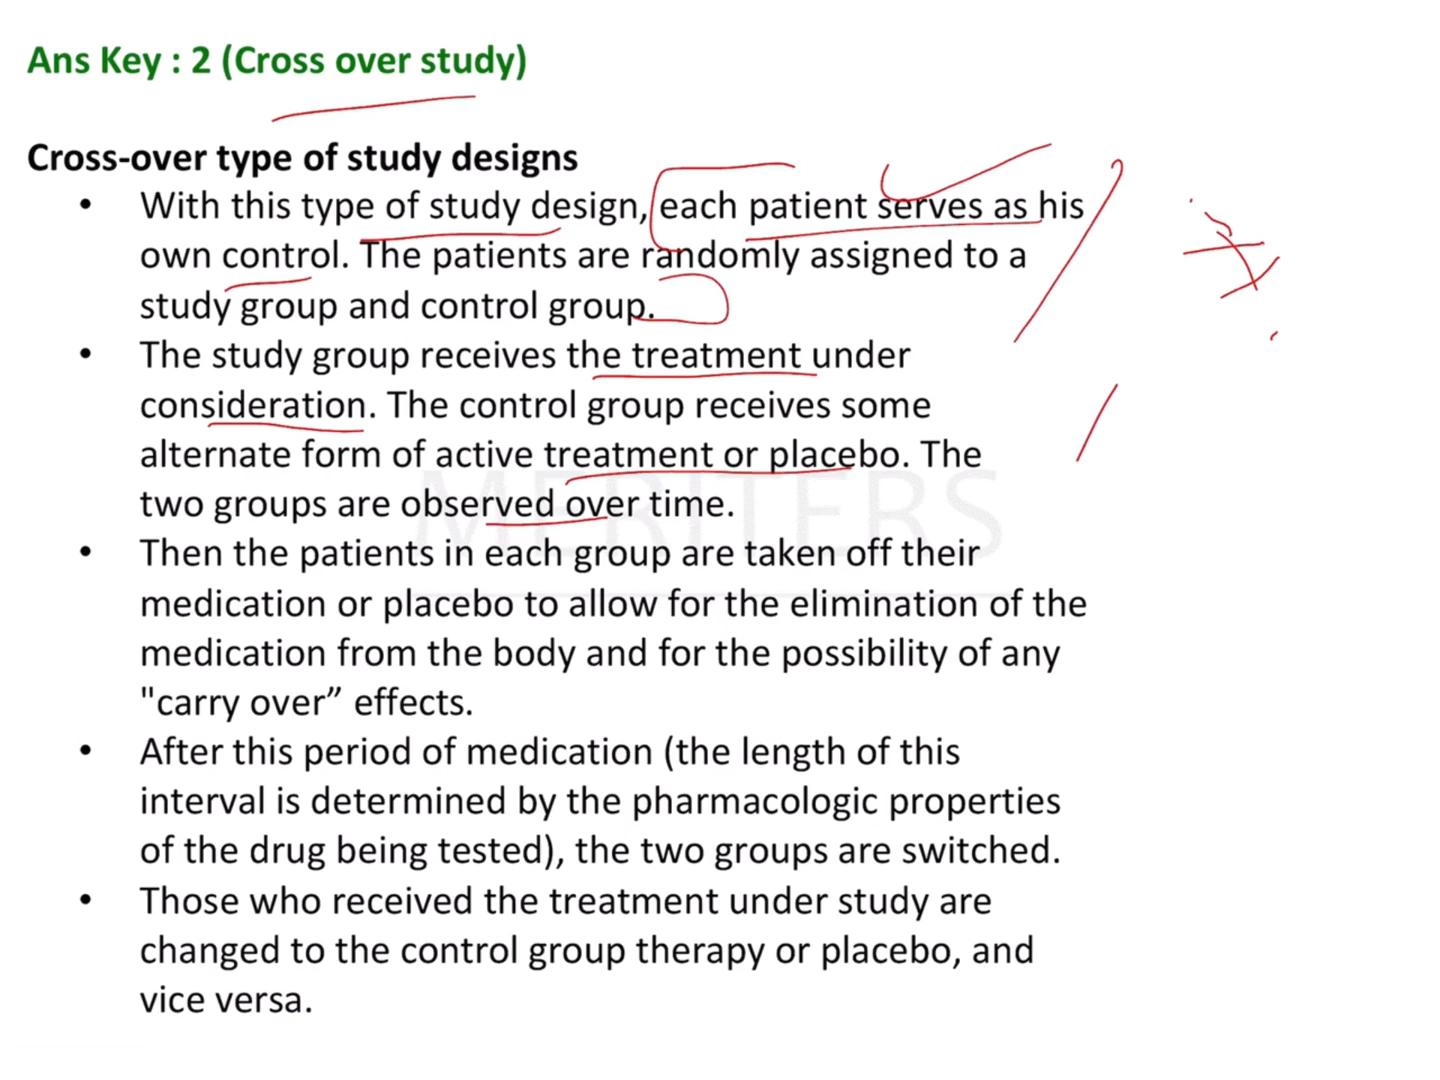 Ans Key : 2 (Cross over study)
Cross-over type of study designs
• With this type of study design, each patient serves as his
own control. The patients are randomly assigned to a
study group and control group.
• The study group receives the treatment under
consideration. The control group receives some
alternate form of active treatment or placebo. The
two groups are observed over time.
• Then the patients in each group are taken off their
medication or placebo to allow for the elimination of the
medication from the body and for the possibility of any
"carry over” effects.
• After this period of medication (the length of this
interval is determined by the pharmacologic properties
of the drug being tested), the two groups are switched.
• Those who received the treatment under study are
changed to the control group therapy or placebo, and
vice versa.
MERITERS